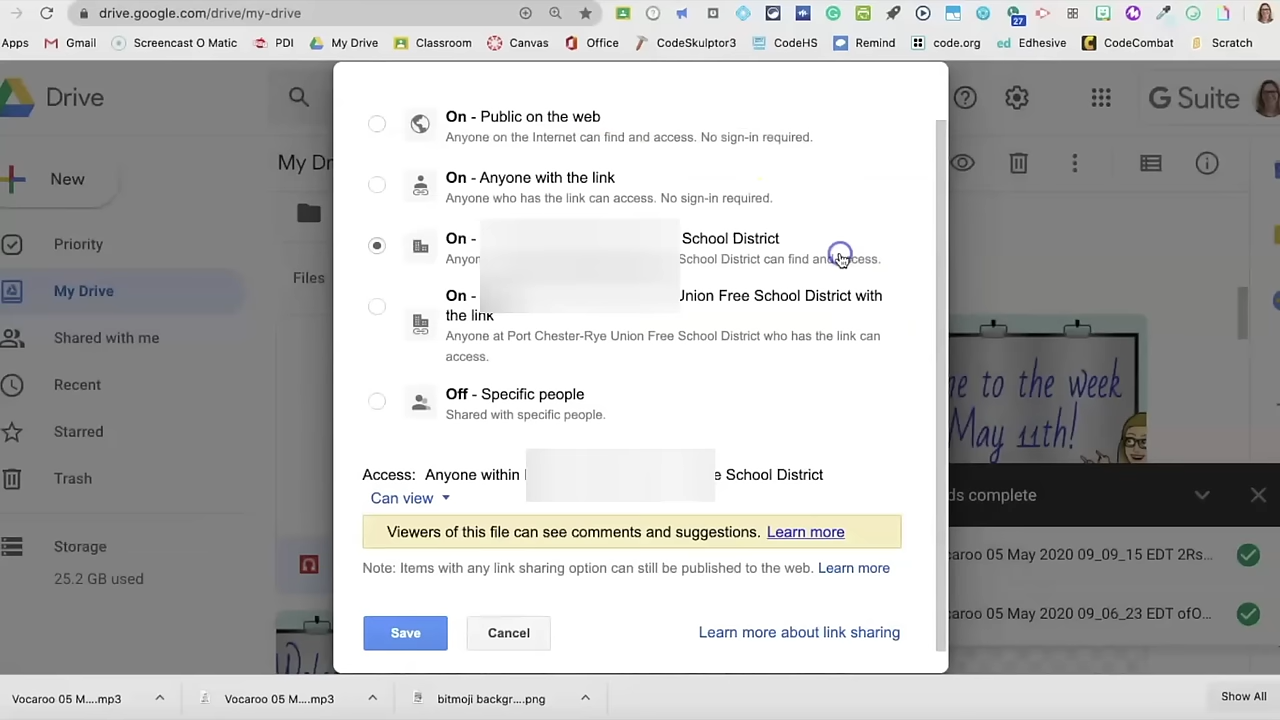 drive.google.com/drive/my-drive
27
Apps Gmail Screencast O Matic PDI My Drive Classroom Canvas Office CodeSkulptor3 CodeHS Remind code.org Edhesive CodeCombat Scratch
Drive
G Suite
New
My Dr
Priority
My Drive
Shared with me
Recent
Starred
Trash
Storage
25.2 GB used
Files
On - Public on the web
Anyone on the Internet can find and access. No sign-in required.
On - Anyone with the link
Anyone who has the link can access. No sign-in required.
On - School District
Anyon School District can find and access.
On - Union Free School District with
the link
Anyone at Port Chester-Rye Union Free School District who has the link can
access.
Off - Specific people
Shared with specific people.
Access: Anyone within School District
Can view
Viewers of this file can see comments and suggestions. Learn more
Note: Items with any link sharing option can still be published to the web. Learn more
Save Cancel Learn more about link sharing
me to the week
May 11th!
ds complete
caroo 05 May 2020 09_09_15 EDT 2Rs...
caroo 05 May 2020 09_06_23 EDT ofO...
Vocaroo 05 M....mp3 Vocaroo 05 M....mp3 bitmoji backgr....png Show All